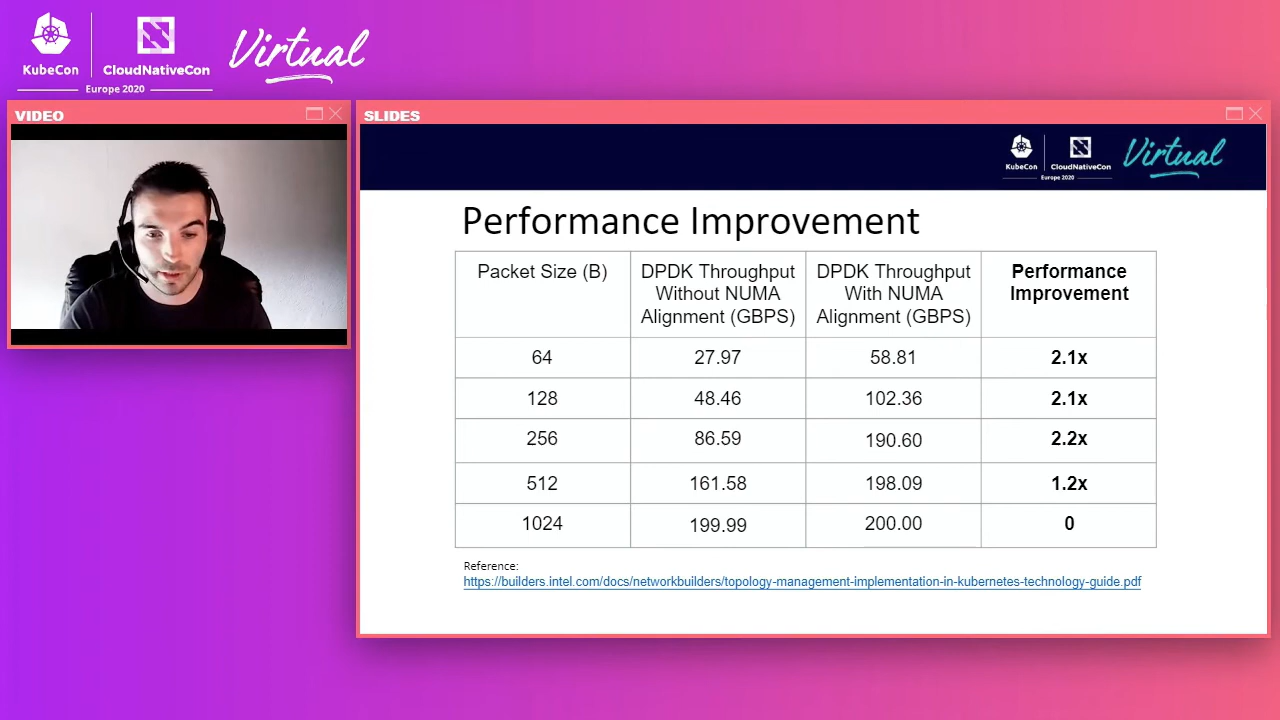 KubeCon
CloudNativeCon
Europe 2020
Virtual
VIDEO
SLIDES
KubeCon
CloudNativeCon
Europe 2020
Virtual
Performance Improvement
Packet Size (B)
DPDK Throughput
Without NUMA
Alignment (GBPS)
DPDK Throughput
With NUMA
Alignment (GBPS)
Performance
Improvement
64 27.97 58.81 2.1x
128 48.46 102.36 2.1x
256 86.59 190.60 2.2x
512 161.58 198.09 1.2x
1024 199.99 200.00 0
Reference:
https://builders.intel.com/docs/networkbuilders/topology-management-implementation-in-kubernetes-technology-guide.pdf